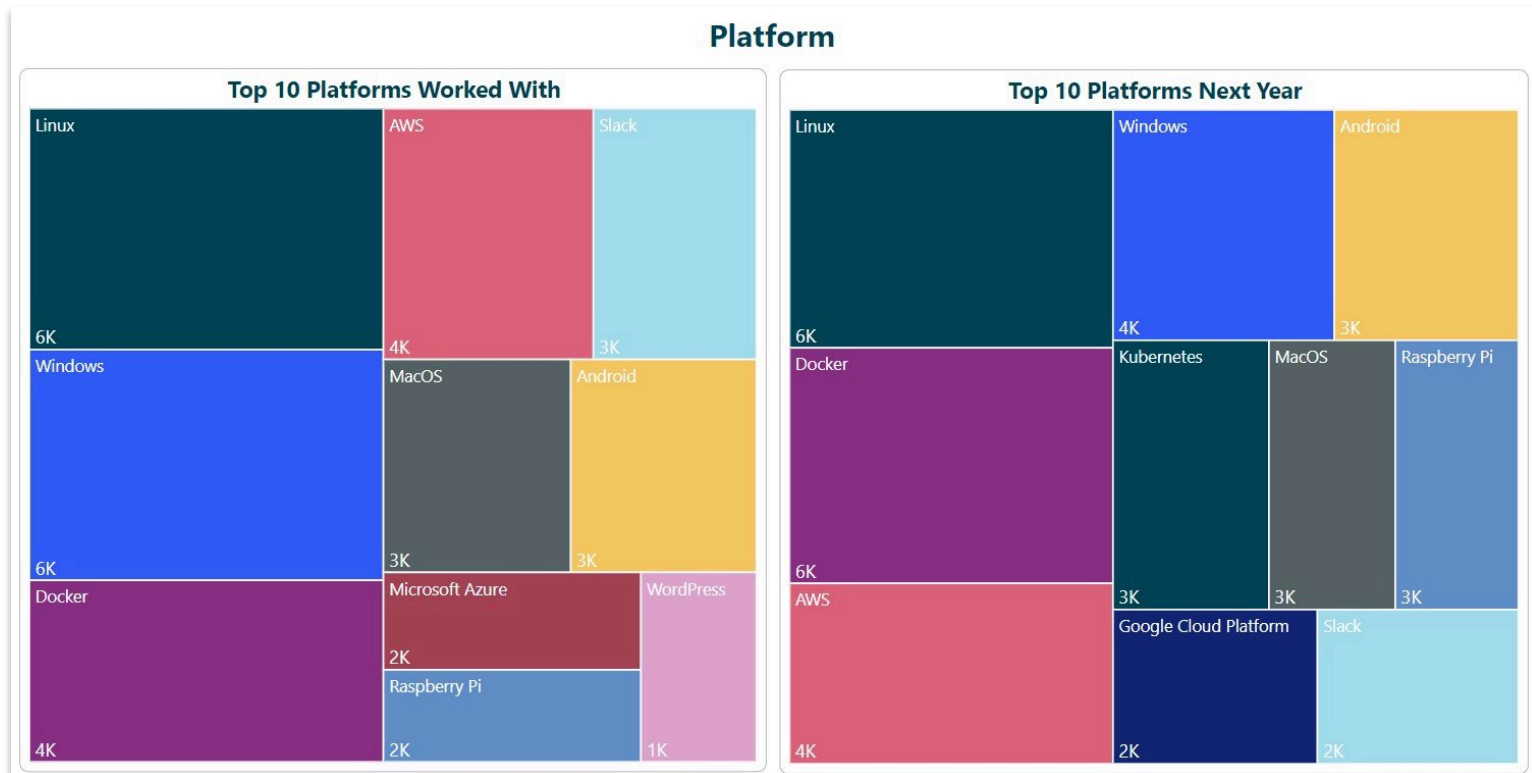 Platform
Top 10 Platforms Worked With
Linux
6K
Windows
6K
Docker
4K
AWS
4K
Slack
3K
MacOS
3K
Android
3K
Microsoft Azure
2K
Raspberry Pi
2K
WordPress
1K
Top 10 Platforms Next Year
Linux
6K
Docker
6K
AWS
4K
Windows
4K
Android
3K
Kubernetes
3K
MacOS
3K
Raspberry Pi
3K
Google Cloud Platform
2K
Slack
2K